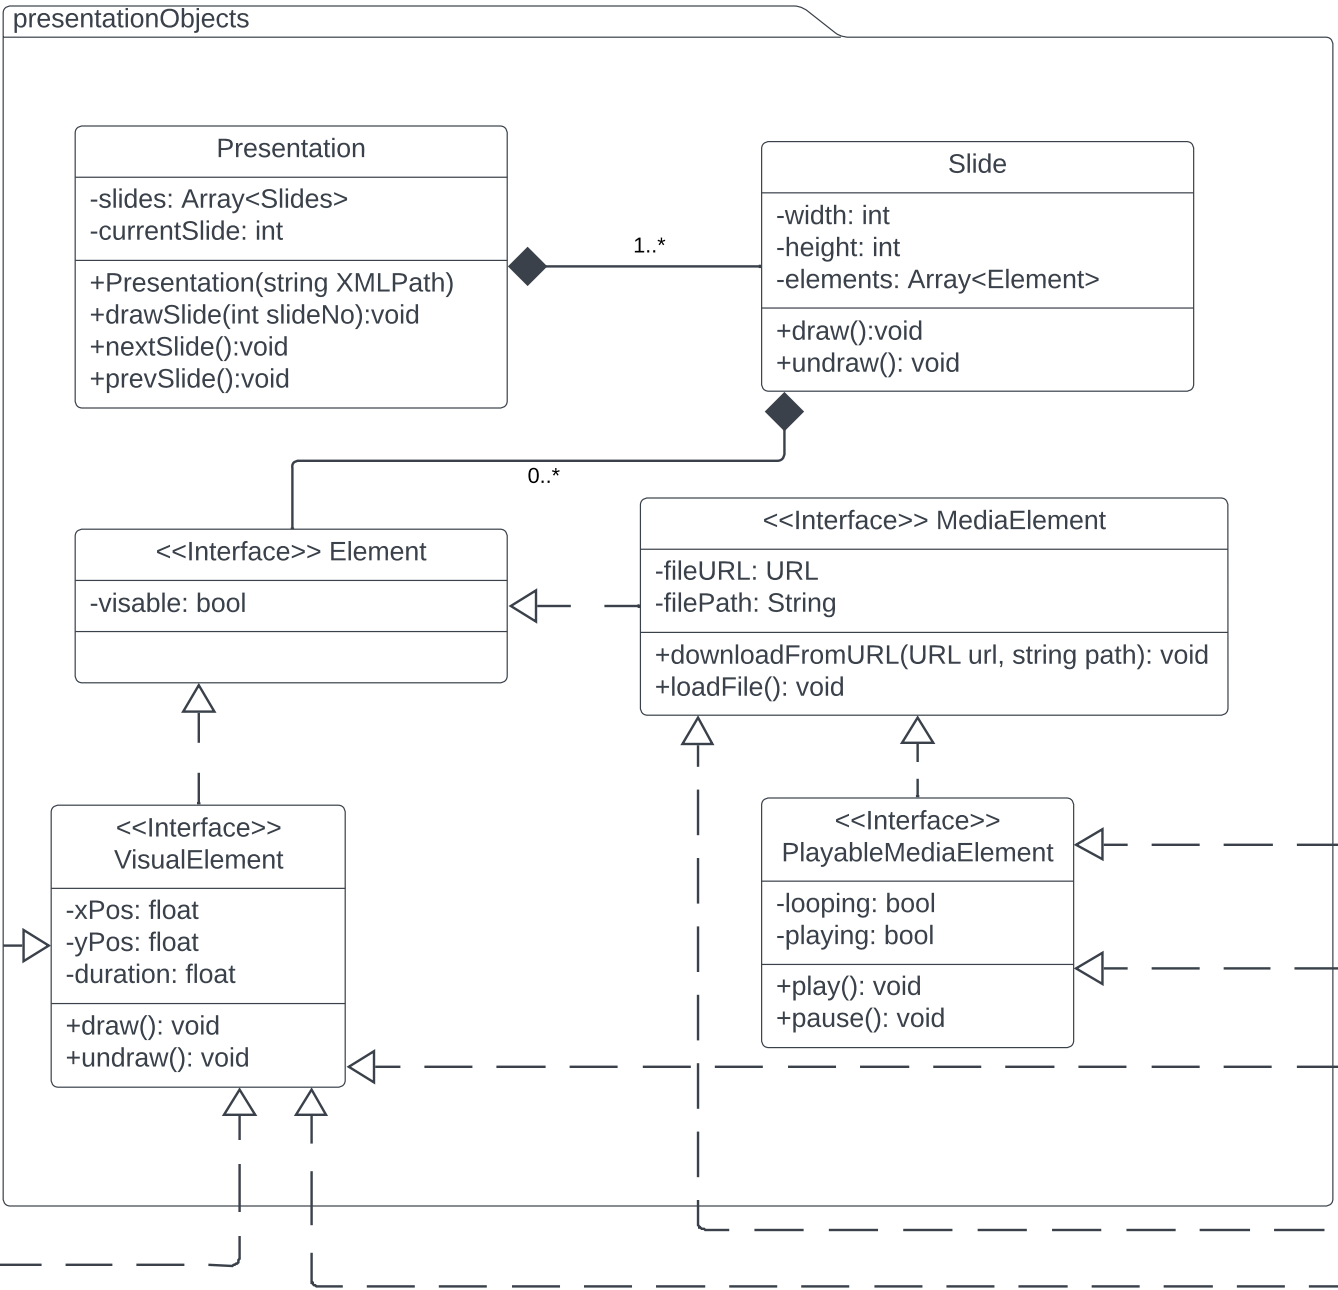 presentationObjects
Presentation
-slides: Array<Slides>
-currentSlide: int
+Presentation(string XMLPath)
+drawSlide(int slideNo):void
+nextSlide():void
+prevSlide():void
1..*
Slide
-width: int
-height: int
-elements: Array<Element>
+draw():void
+undraw(): void
0..*
<<Interface>> Element
-visable: bool
<<Interface>> MediaElement
-fileURL: URL
-filePath: String
+downloadFromURL(URL url, string path): void
+loadFile(): void
<<Interface>>
VisualElement
-xPos: float
-yPos: float
-duration: float
+draw(): void
+undraw(): void
<<Interface>>
PlayableMediaElement
-looping: bool
-playing: bool
+play(): void
+pause(): void